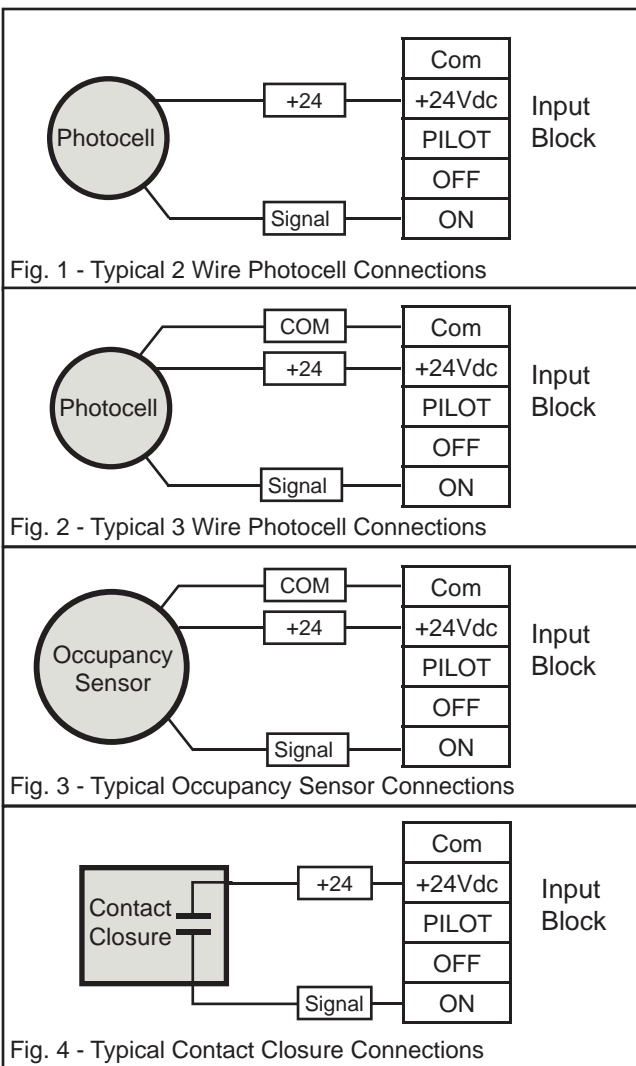 Photocell
+24
Signal
Com
+24Vdc
PILOT
OFF
ON
Input
Block
Fig. 1 - Typical 2 Wire Photocell Connections
Photocell
COM
+24
Signal
Com
+24Vdc
PILOT
OFF
ON
Input
Block
Fig. 2 - Typical 3 Wire Photocell Connections
Occupancy
Sensor
COM
+24
Signal
Com
+24Vdc
PILOT
OFF
ON
Input
Block
Fig. 3 - Typical Occupancy Sensor Connections
Contact
Closure
+24
Signal
Com
+24Vdc
PILOT
OFF
ON
Input
Block
Fig. 4 - Typical Contact Closure Connections